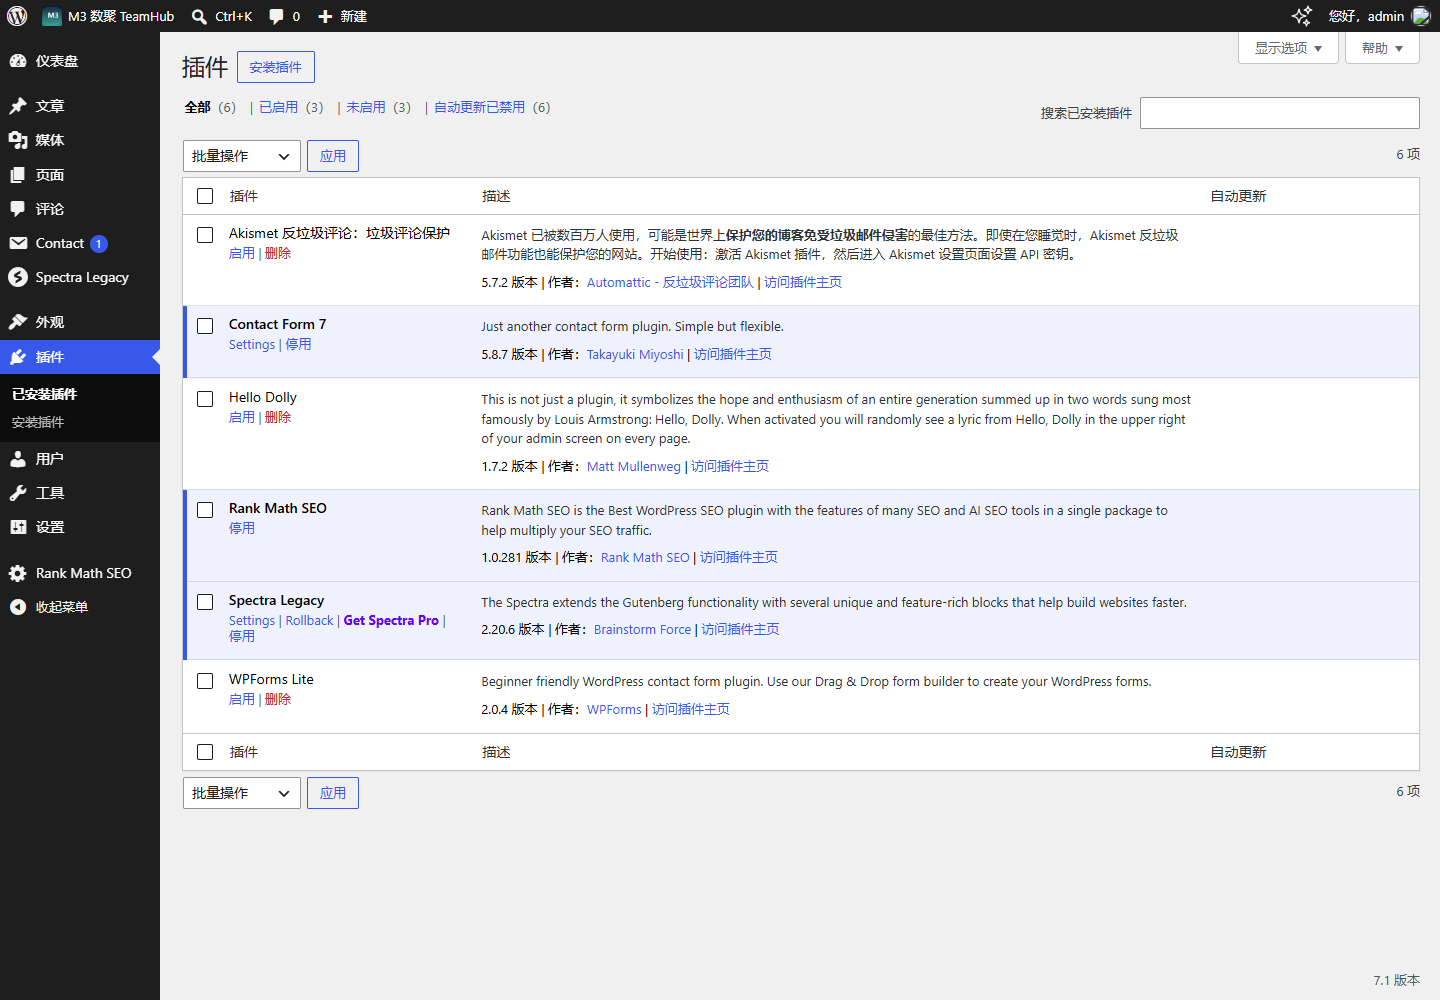 M3 数聚 TeamHub Ctrl+K 0 新建 您好，admin
显示选项 帮助
仪表盘
文章
媒体
页面
评论
Contact 1
Spectra Legacy
外观
插件
已安装插件
安装插件
用户
工具
设置
Rank Math SEO
收起菜单
插件 安装插件
全部 (6) | 已启用 (3) | 未启用 (3) | 自动更新已禁用 (6)
搜索已安装插件
批量操作 应用 6 项
插件 描述 自动更新
Akismet 反垃圾评论：垃圾评论保护
启用 | 删除
Akismet 已被数百万人使用，可能是世界上保护您的博客免受垃圾邮件侵害的最佳方法。即使在您睡觉时，Akismet 反垃圾
邮件功能也能保护您的网站。开始使用：激活 Akismet 插件，然后进入 Akismet 设置页面设置 API 密钥。
5.7.2 版本 | 作者：Automattic - 反垃圾评论团队 | 访问插件主页
Contact Form 7
Settings | 停用
Just another contact form plugin. Simple but flexible.
5.8.7 版本 | 作者：Takayuki Miyoshi | 访问插件主页
Hello Dolly
启用 | 删除
This is not just a plugin, it symbolizes the hope and enthusiasm of an entire generation summed up in two words sung most
famously by Louis Armstrong: Hello, Dolly. When activated you will randomly see a lyric from Hello, Dolly in the upper right
of your admin screen on every page.
1.7.2 版本 | 作者：Matt Mullenweg | 访问插件主页
Rank Math SEO
停用
Rank Math SEO is the Best WordPress SEO plugin with the features of many SEO and AI SEO tools in a single package to
help multiply your SEO traffic.
1.0.281 版本 | 作者：Rank Math SEO | 访问插件主页
Spectra Legacy
Settings | Rollback | Get Spectra Pro |
停用
The Spectra extends the Gutenberg functionality with several unique and feature-rich blocks that help build websites faster.
2.20.6 版本 | 作者：Brainstorm Force | 访问插件主页
WPForms Lite
启用 | 删除
Beginner friendly WordPress contact form plugin. Use our Drag & Drop form builder to create your WordPress forms.
2.0.4 版本 | 作者：WPForms | 访问插件主页
插件 描述 自动更新
批量操作 应用 6 项
7.1 版本